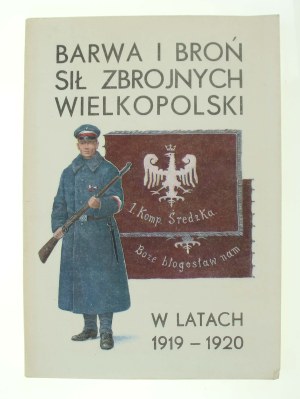 BARWA I BROŃ
SIŁ ZBROJNYCH
WIELKOPOLSKI
1. Komp. Średzka.
Boże błogosław nam
W LATACH
1919 – 1920